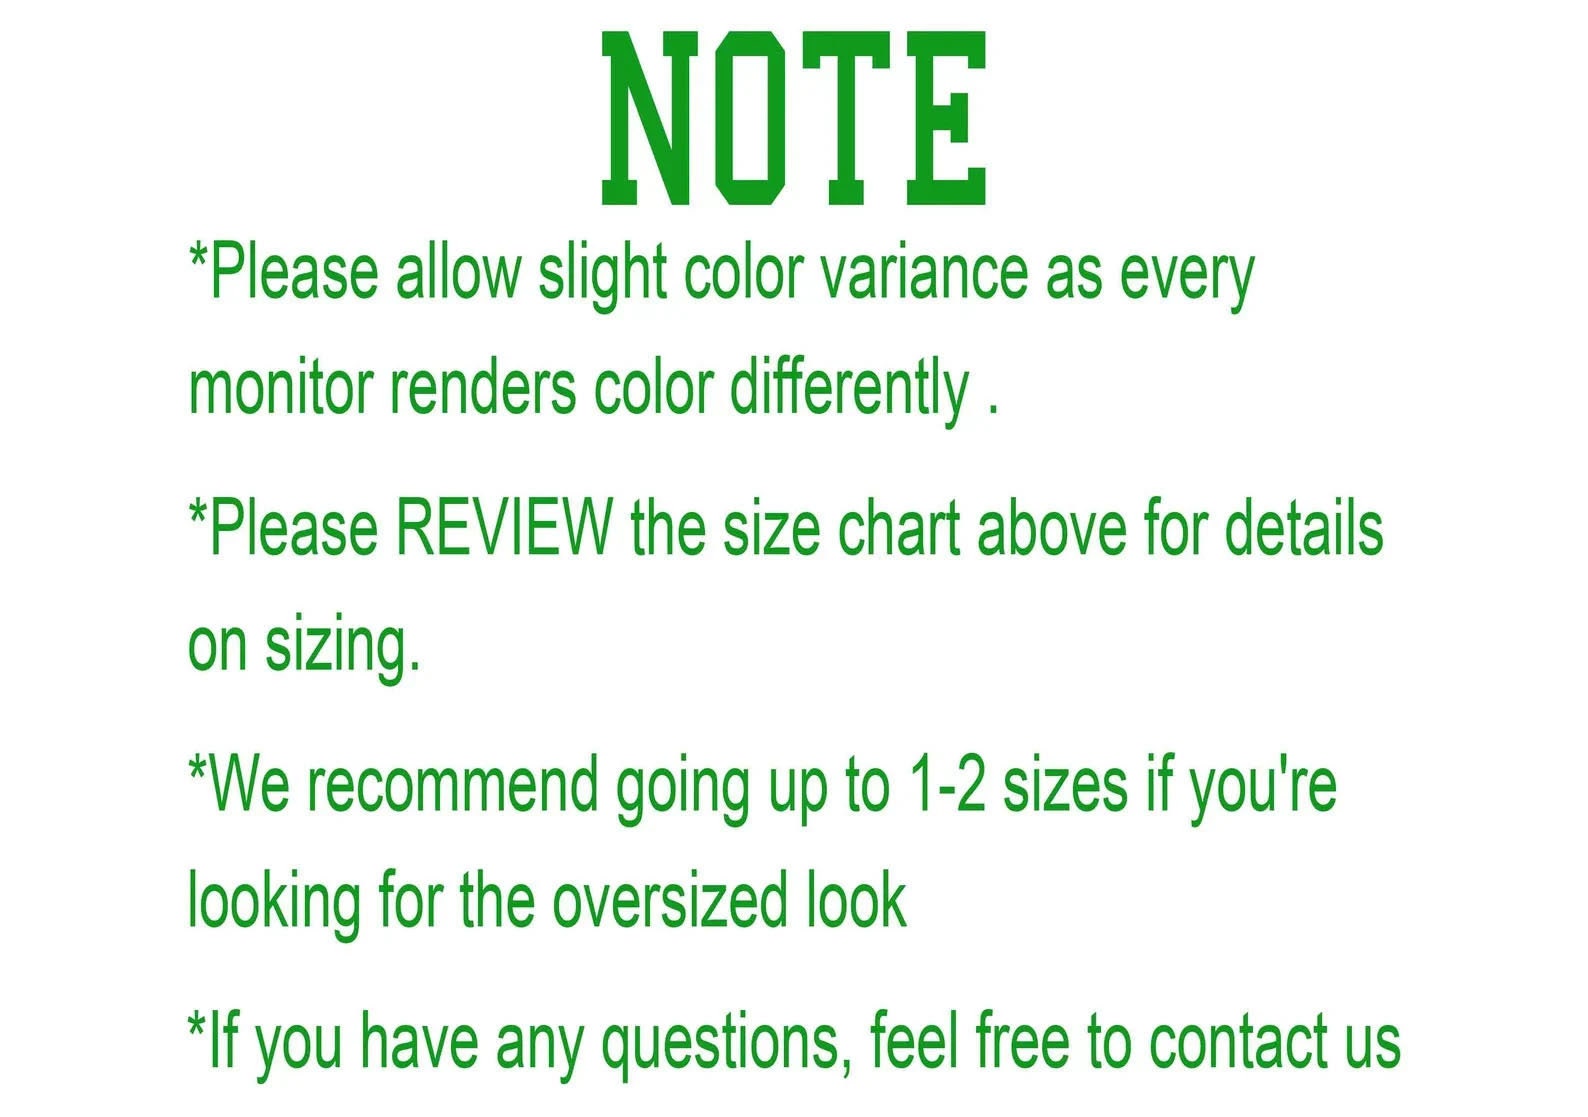 NOTE
*Please allow slight color variance as every
monitor renders color differently .
*Please REVIEW the size chart above for details
on sizing.
*We recommend going up to 1-2 sizes if you're
looking for the oversized look
*If you have any questions, feel free to contact us